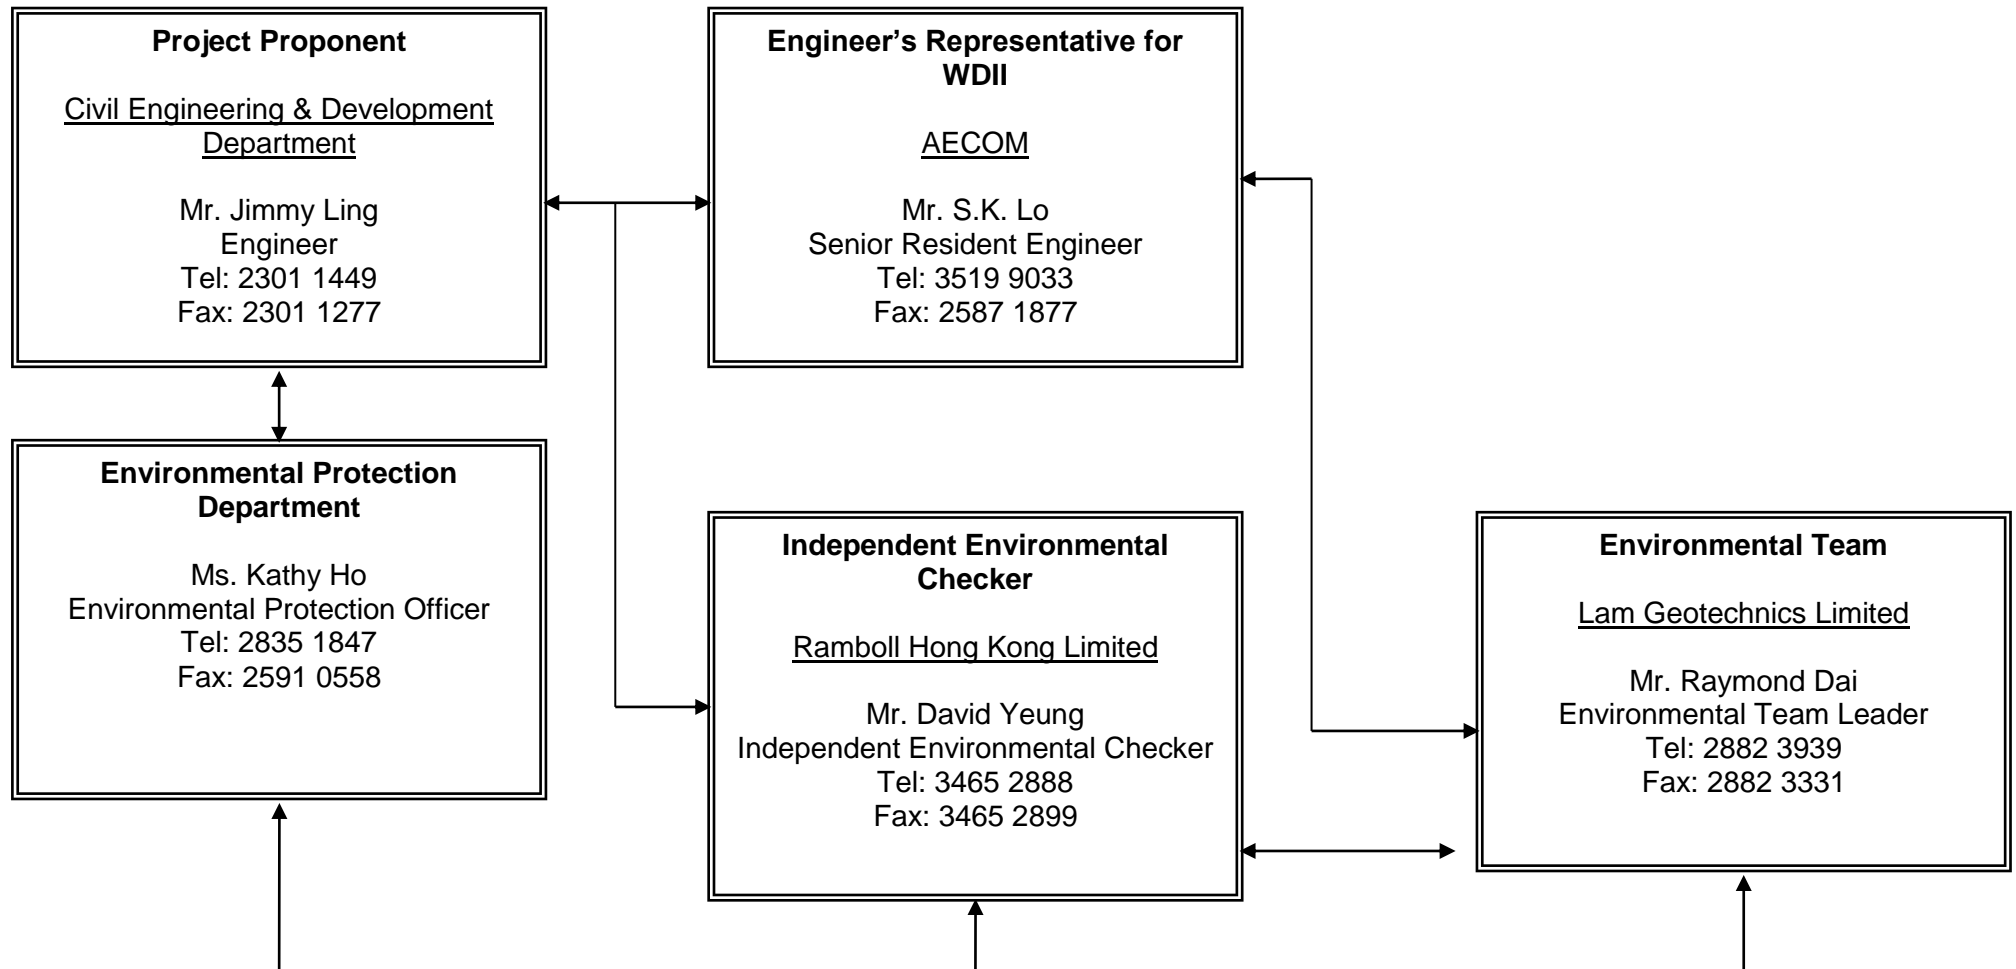 Project Proponent
Civil Engineering & Development
Department
Mr. Jimmy Ling
Engineer
Tel: 2301 1449
Fax: 2301 1277
Engineer’s Representative for
WDII
AECOM
Mr. S.K. Lo
Senior Resident Engineer
Tel: 3519 9033
Fax: 2587 1877
Environmental Protection
Department
Ms. Kathy Ho
Environmental Protection Officer
Tel: 2835 1847
Fax: 2591 0558
Independent Environmental
Checker
Ramboll Hong Kong Limited
Mr. David Yeung
Independent Environmental Checker
Tel: 3465 2888
Fax: 3465 2899
Environmental Team
Lam Geotechnics Limited
Mr. Raymond Dai
Environmental Team Leader
Tel: 2882 3939
Fax: 2882 3331